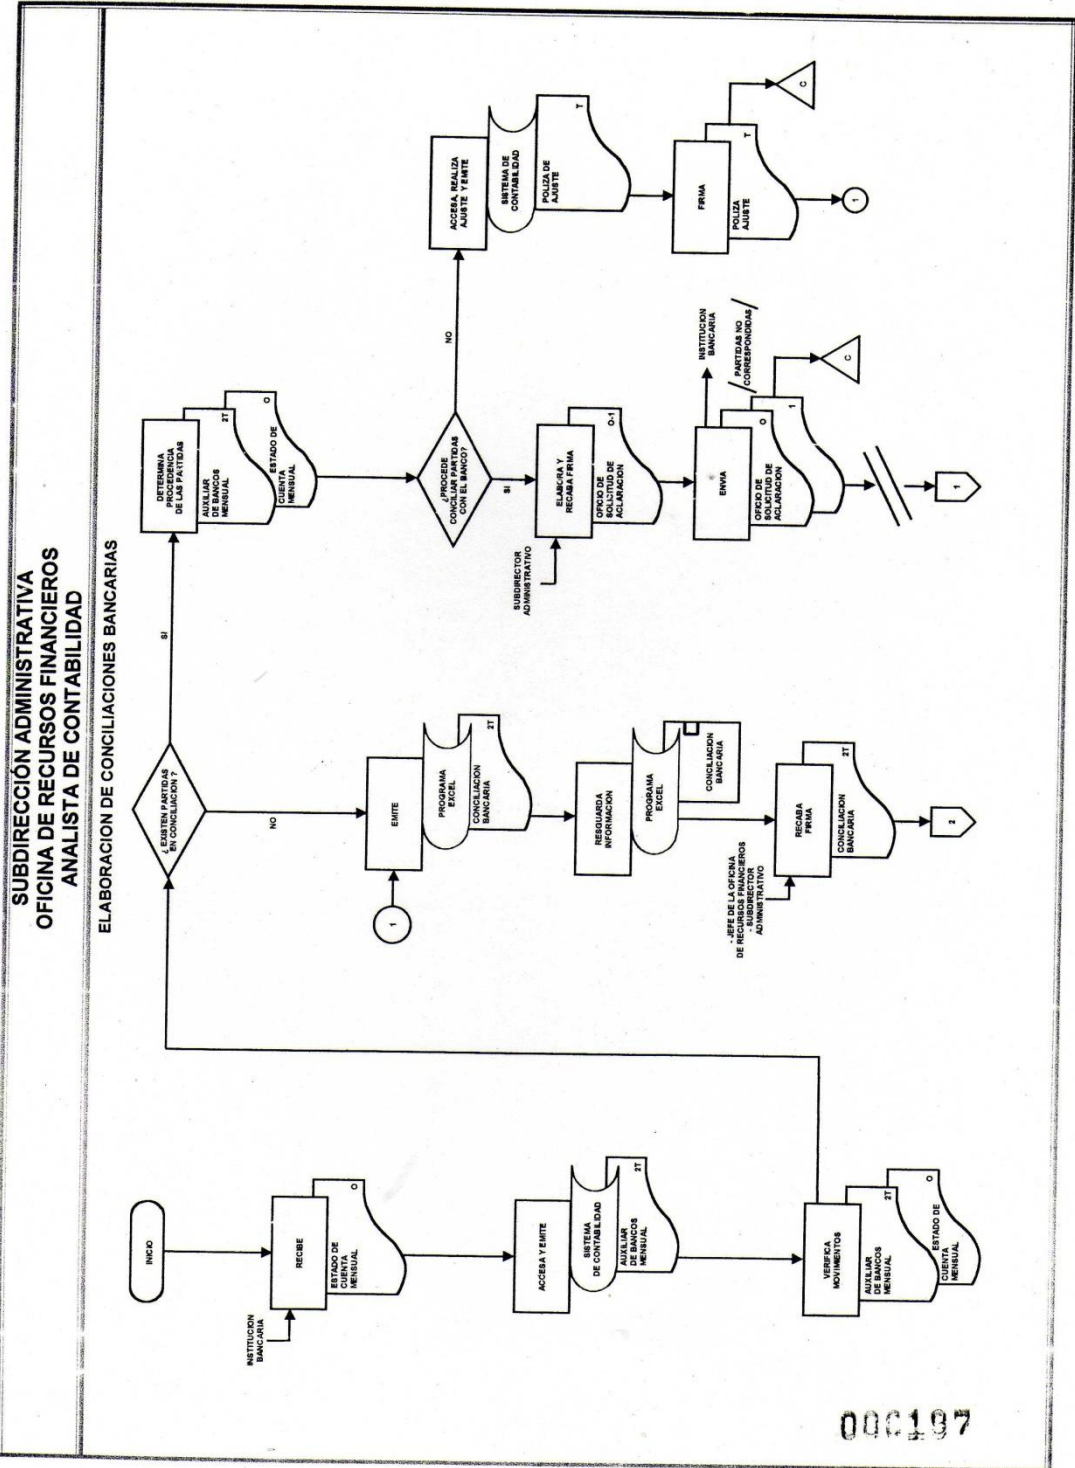 SUBDIRECCIÓN ADMINISTRATIVA
OFICINA DE RECURSOS FINANCIEROS
ANALISTA DE CONTABILIDAD
ELABORACION DE CONCILIACIONES BANCARIAS
INICIO
INSTITUCION
BANCARIA
RECIBE
O
ESTADO DE
CUENTA
MENSUAL
ACCESA Y EMITE
SISTEMA
DE CONTABILIDAD
2T
AUXILIAR
DE BANCOS
MENSUAL
VERIFICA
MOVIMIENTOS
2T
AUXILIAR
DE BANCOS
MENSUAL
O
ESTADO DE
CUENTA
MENSUAL
¿ EXISTEN PARTIDAS
EN CONCILIACION ?
SI
NO
1
EMITE
PROGRAMA
EXCEL
2T
CONCILIACION
BANCARIA
RESGUARDA
INFORMACION
PROGRAMA
EXCEL
CONCILIACION
BANCARIA
- JEFE DE LA OFICINA
DE RECURSOS FINANCIEROS
- SUBDIRECTOR
ADMINISTRATIVO
RECABA
FIRMA
2T
CONCILIACION
BANCARIA
2
DETERMINA
PROCEDENCIA
DE LAS PARTIDAS
2T
AUXILIAR
DE BANCOS
MENSUAL
O
ESTADO DE
CUENTA
MENSUAL
¿PROCEDE
CONCILIAR PARTIDAS
CON EL BANCO?
NO
SI
SUBDIRECTOR
ADMINISTRATIVO
ELABORA Y
RECABA FIRMA
O-1
OFICIO DE
SOLICITUD DE
ACLARACION
INSTITUCION
BANCARIA
ENVIA
PARTIDAS NO
CORRESPONDIDAS
O
OFICIO DE
SOLICITUD DE
ACLARACION
1
C
1
ACCESA, REALIZA
AJUSTE Y EMITE
SISTEMA DE
CONTABILIDAD
T
POLIZA DE
AJUSTE
FIRMA
T
POLIZA
AJUSTE
C
1
000197